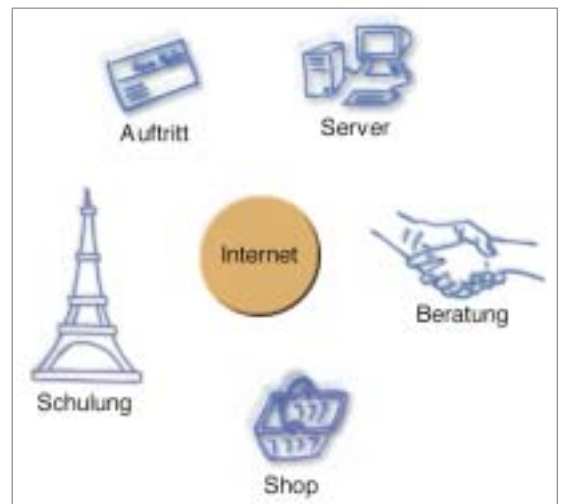 Auftritt
Server
Internet
Beratung
Schulung
Shop